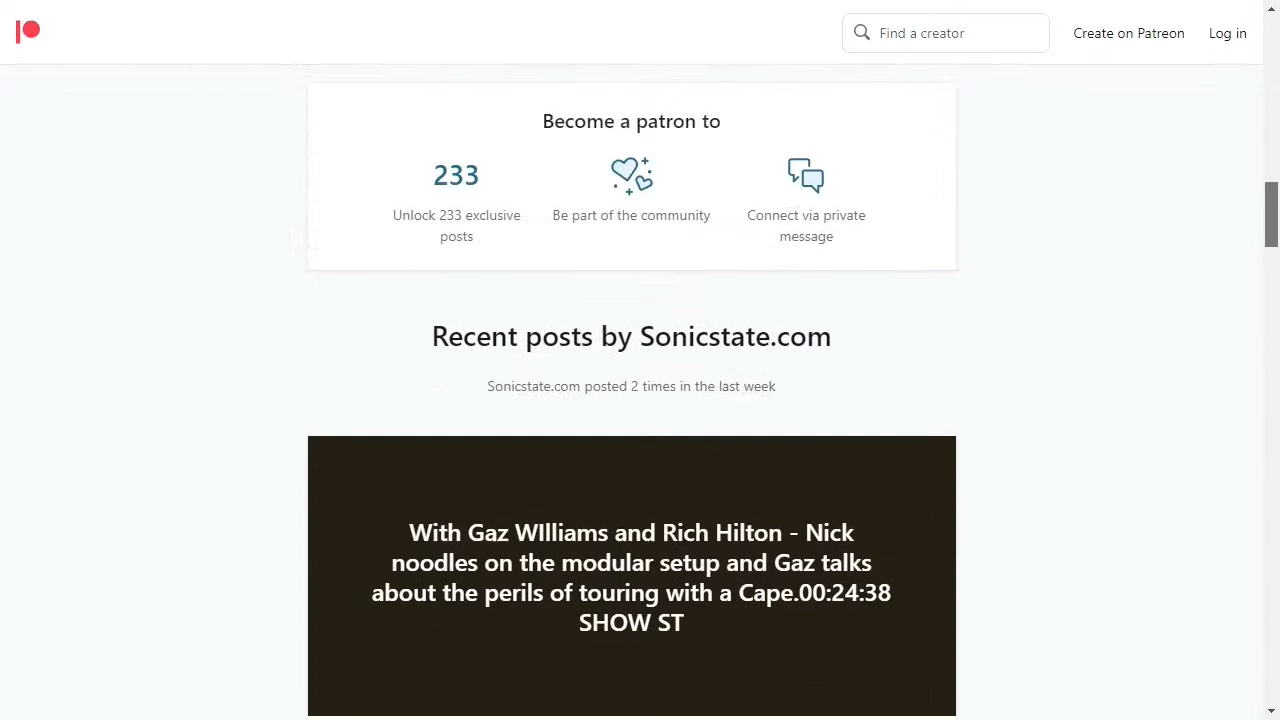 Find a creator
Create on Patreon
Log in
Become a patron to
233
Unlock 233 exclusive
posts
Be part of the community
Connect via private
message
Recent posts by Sonicstate.com
Sonicstate.com posted 2 times in the last week
With Gaz WIlliams and Rich Hilton - Nick
noodles on the modular setup and Gaz talks
about the perils of touring with a Cape.00:24:38
SHOW ST